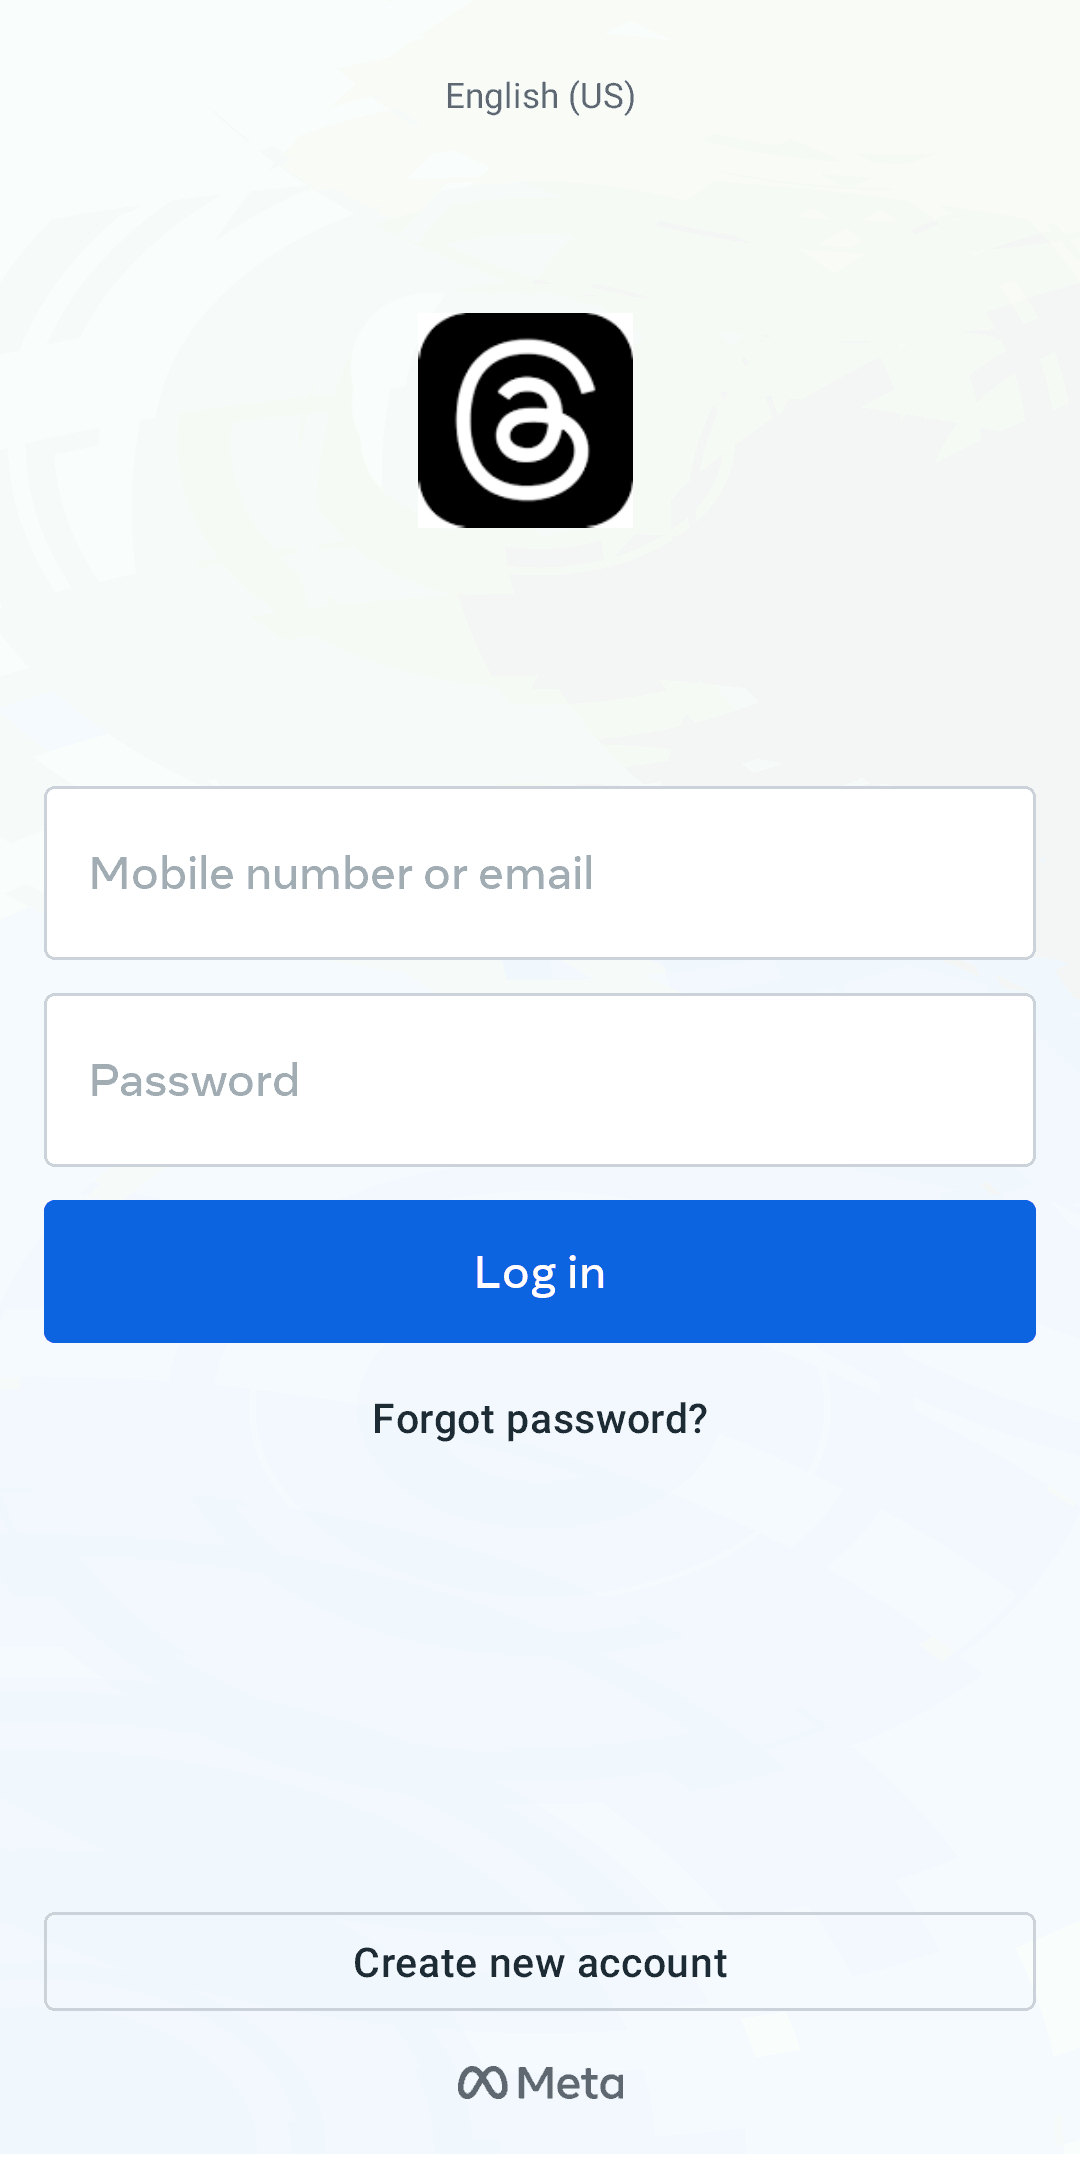 English (US)
Mobile number or email
Password
Log in
Forgot password?
Create new account
Meta